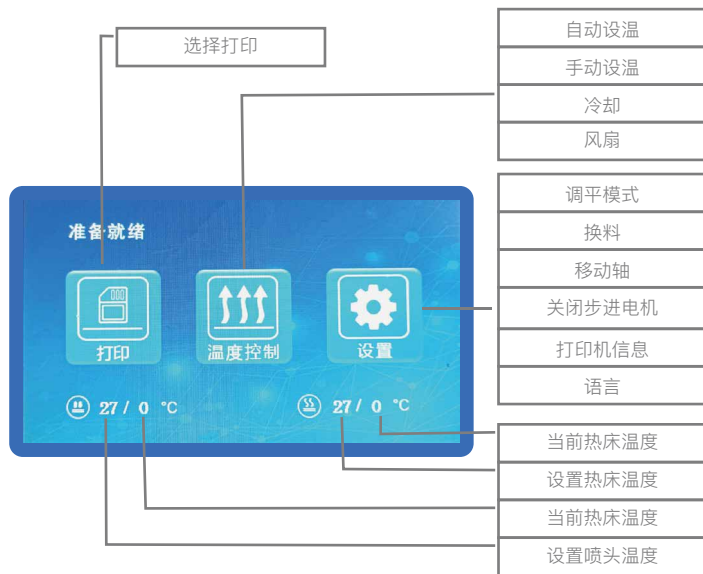 选择打印
自动设温
手动设温
冷却
风扇
调平模式
换料
移动轴
关闭步进电机
打印机信息
语言
准备就绪
打印
温度控制
设置
27 / 0 °C
27 / 0 °C
当前热床温度
设置热床温度
当前热床温度
设置喷头温度